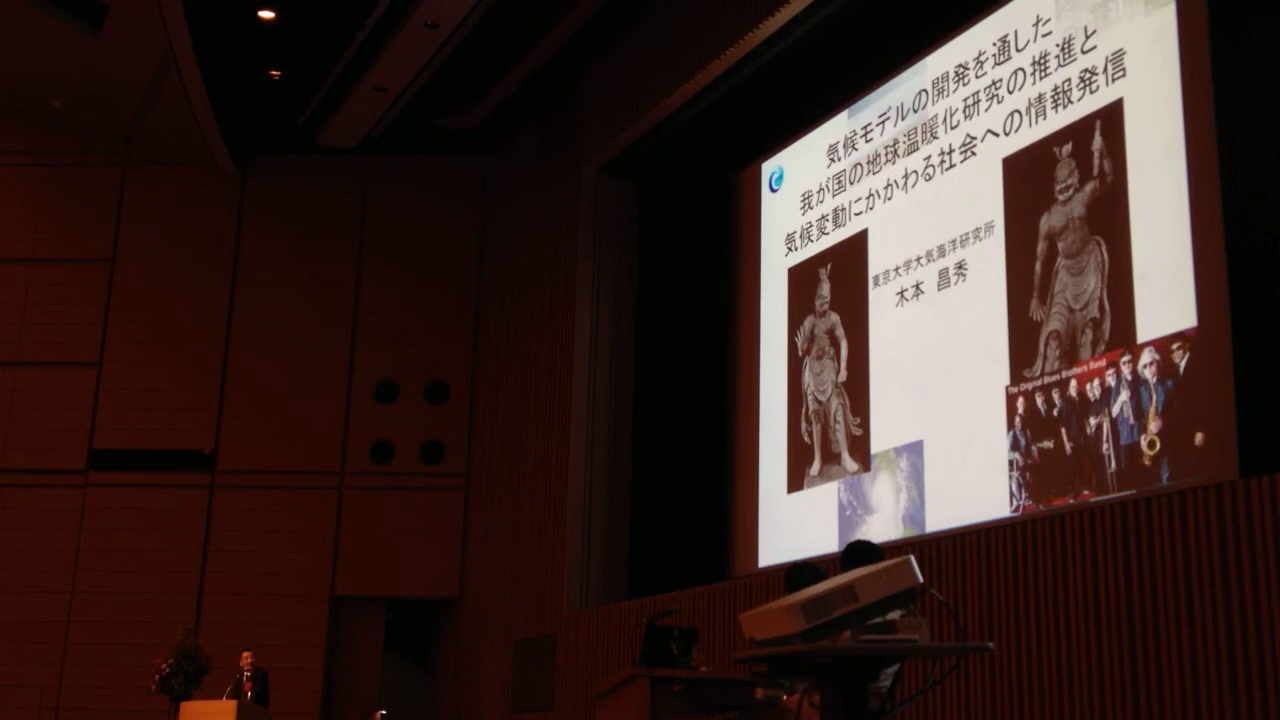 気候モデルの開発を通した
我が国の地球温暖化研究の推進と
気候変動にかかわる社会への情報発信
東京大学大気海洋研究所
木本 昌秀
The Original Blues Brothers Band